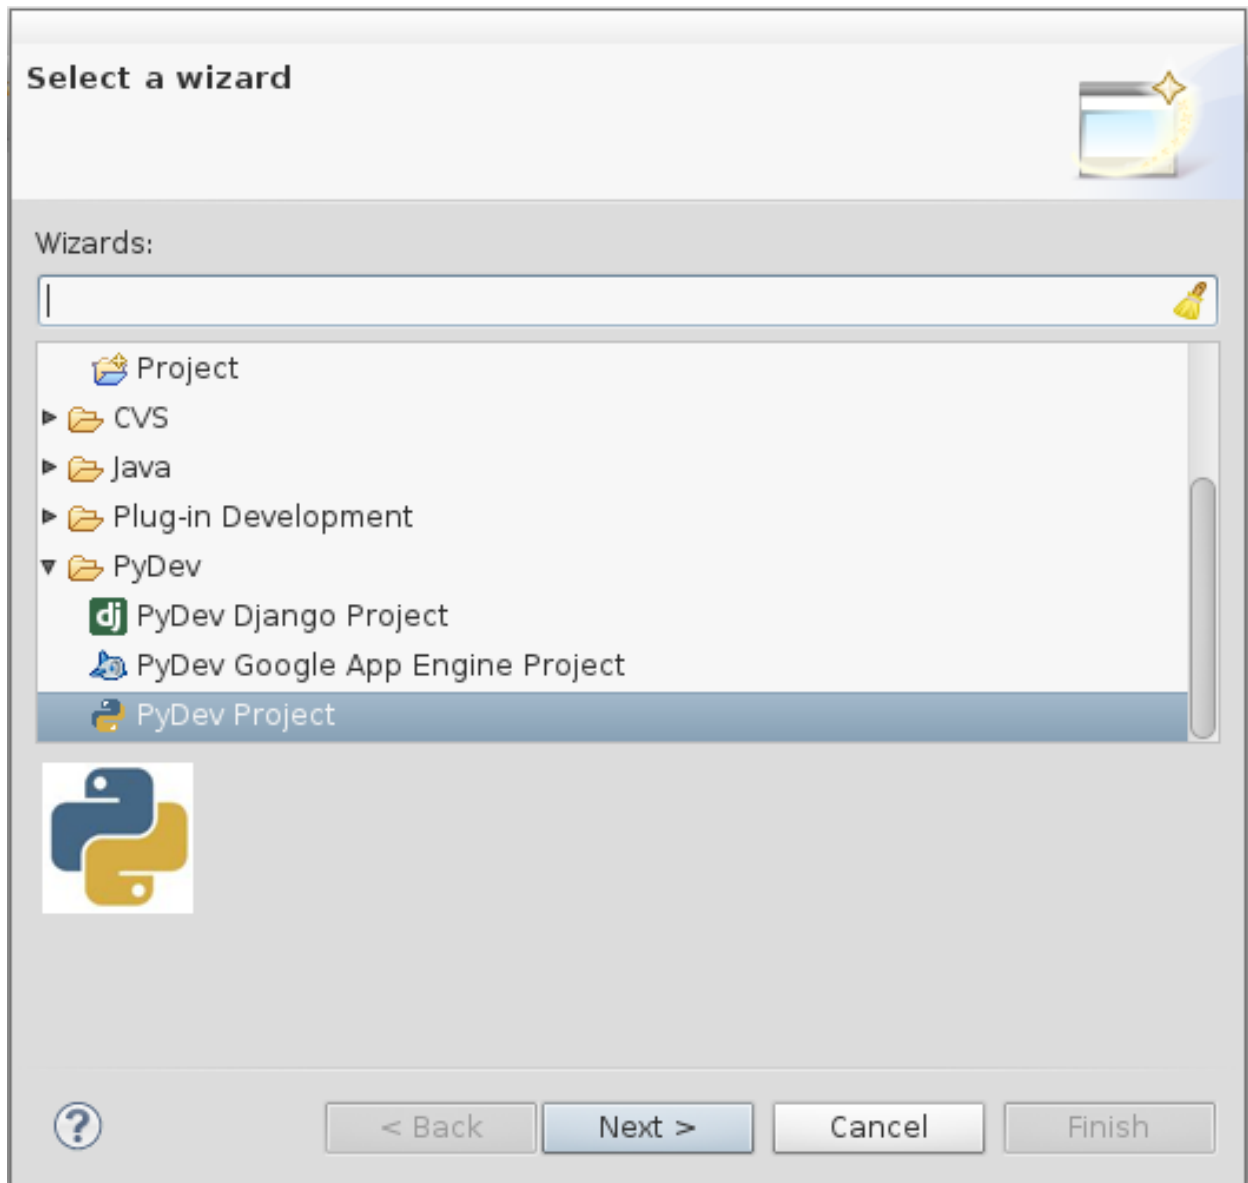 Select a wizard
Wizards:
Project
CVS
Java
Plug-in Development
PyDev
dj PyDev Django Project
PyDev Google App Engine Project
PyDev Project
? < Back Next > Cancel Finish